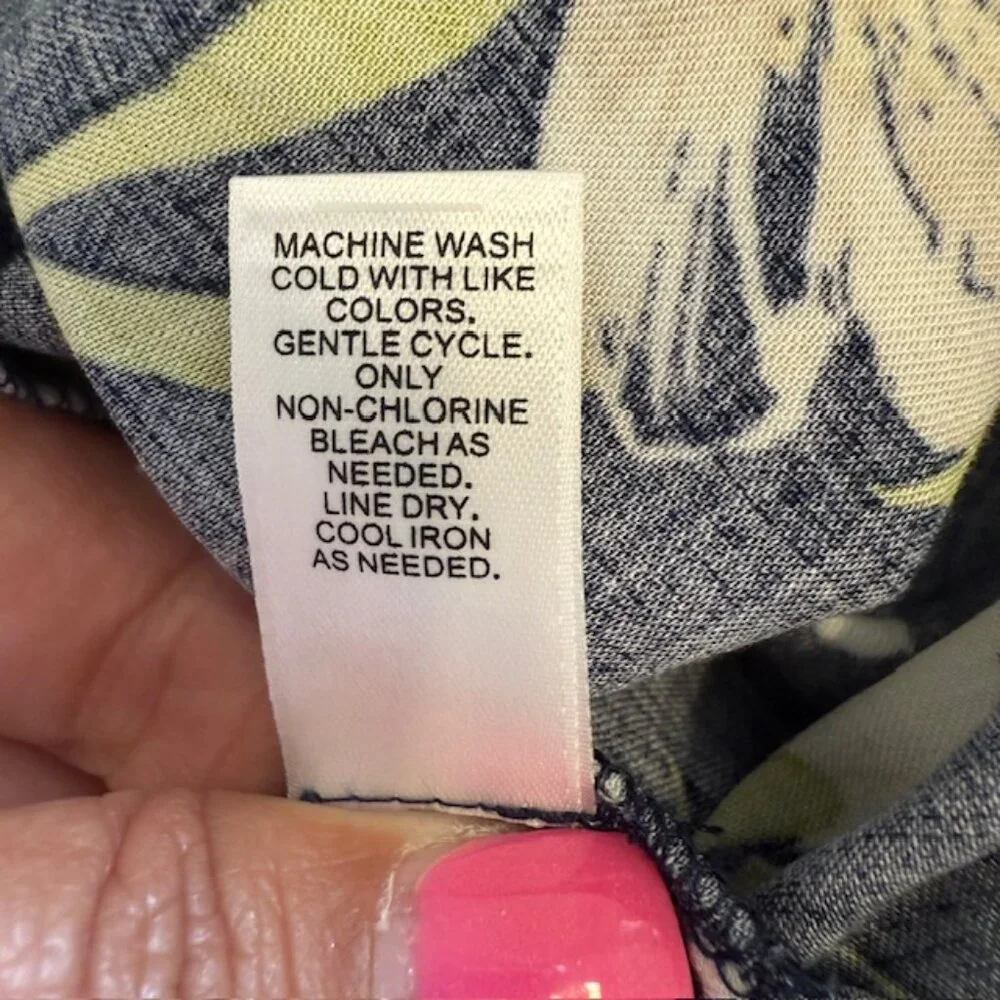 MACHINE WASH
COLD WITH LIKE
COLORS.
GENTLE CYCLE.
ONLY
NON-CHLORINE
BLEACH AS
NEEDED.
LINE DRY.
COOL IRON
AS NEEDED.